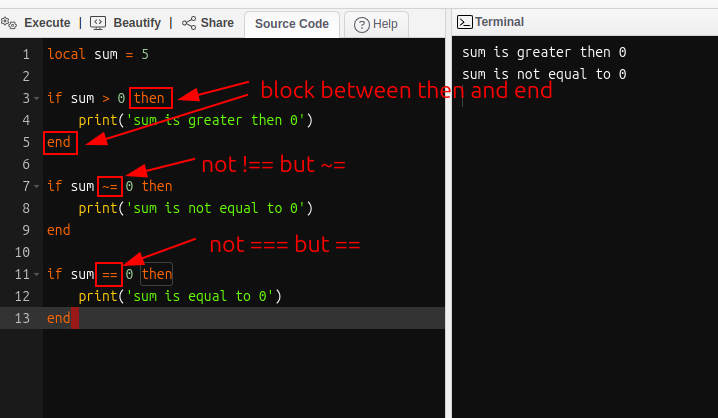 Execute | Beautify | Share Source Code Help
Terminal
1 local sum = 5
2
3 if sum > 0 then
4 print('sum is greater then 0')
5 end
6
7 if sum ~= 0 then
8 print('sum is not equal to 0')
9 end
10
11 if sum == 0 then
12 print('sum is equal to 0')
13 end
block between then and end
not !== but ~=
not === but ==
sum is greater then 0
sum is not equal to 0